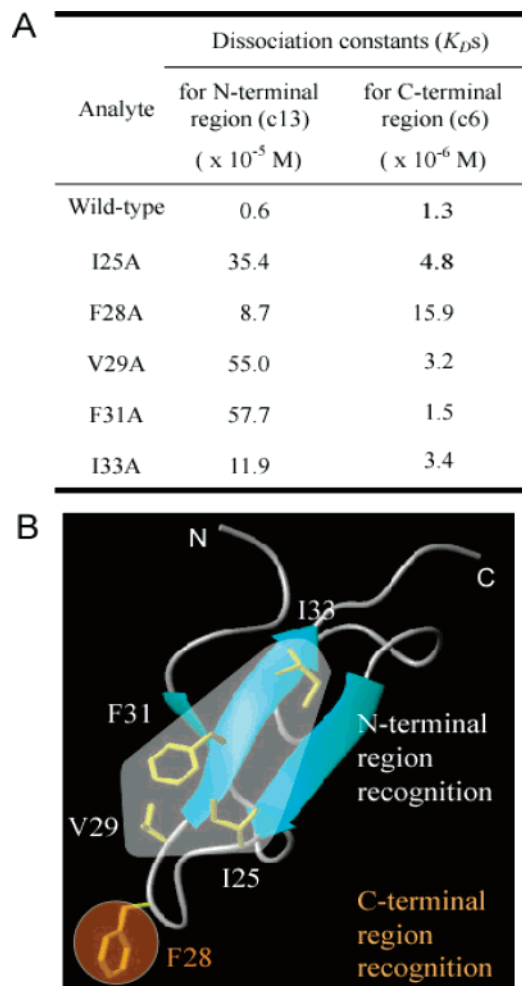 A
Dissociation constants (K_Ds)
Analyte
for N-terminal region (c13)
( x 10^-5 M)
for C-terminal region (c6)
( x 10^-6 M)
Wild-type 0.6 1.3
I25A 35.4 4.8
F28A 8.7 15.9
V29A 55.0 3.2
F31A 57.7 1.5
I33A 11.9 3.4
B
N
C
I33
F31
N-terminal
region
recognition
V29
I25
F28
C-terminal
region
recognition